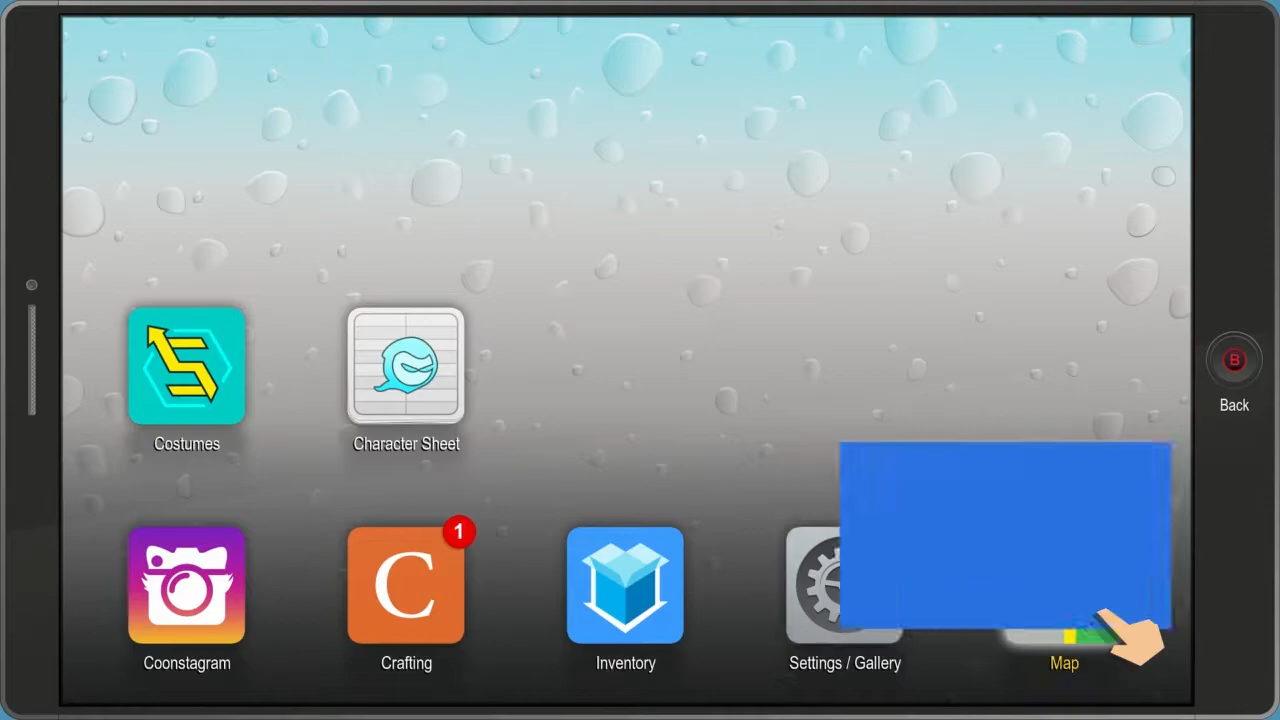 Costumes
Character Sheet
B
Back
1
C
Coonstagram
Crafting
Inventory
Settings / Gallery
Map